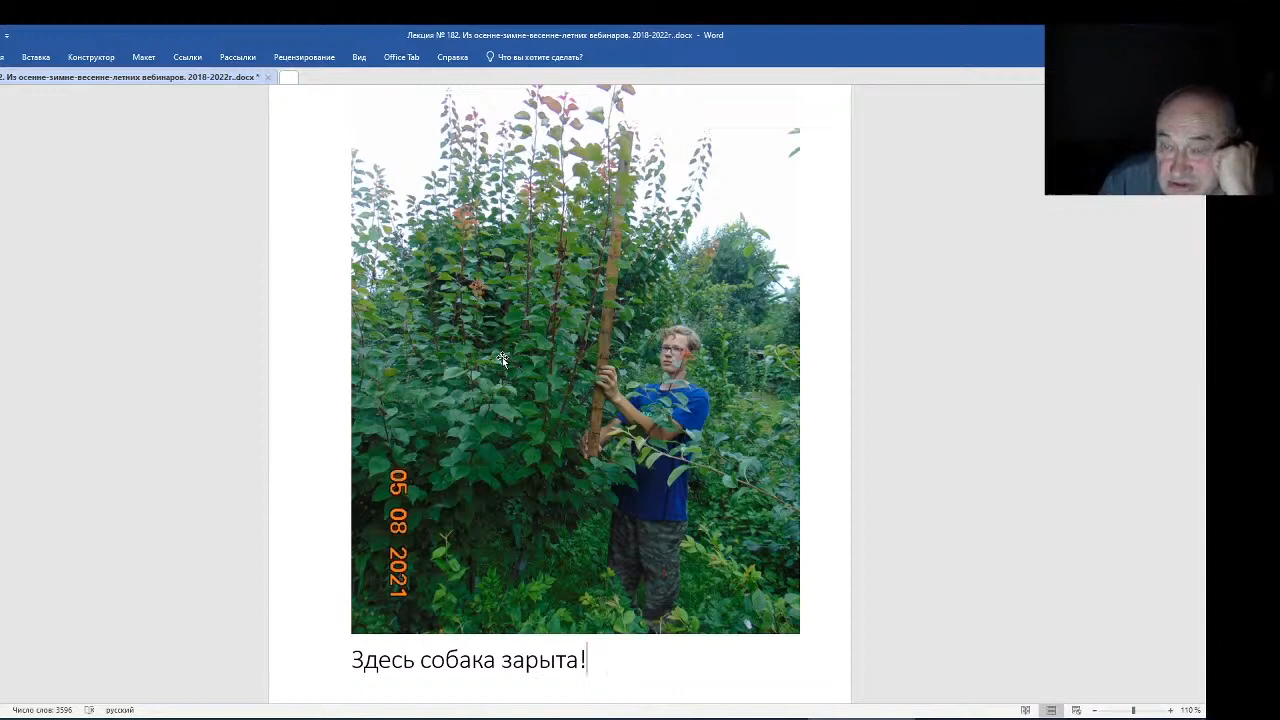 Лекция № 182. Из осенне-зимне-весенне-летних вебинаров. 2018-2022г..docx - Word
Вставка Конструктор Макет Ссылки Рассылки Рецензирование Вид Office Tab Справка Что вы хотите сделать?
2. Из осенне-зимне-весенне-летних вебинаров. 2018-2022г..docx *
05 08 2021
Здесь собака зарыта!
Число слов: 3596 русский 110 %